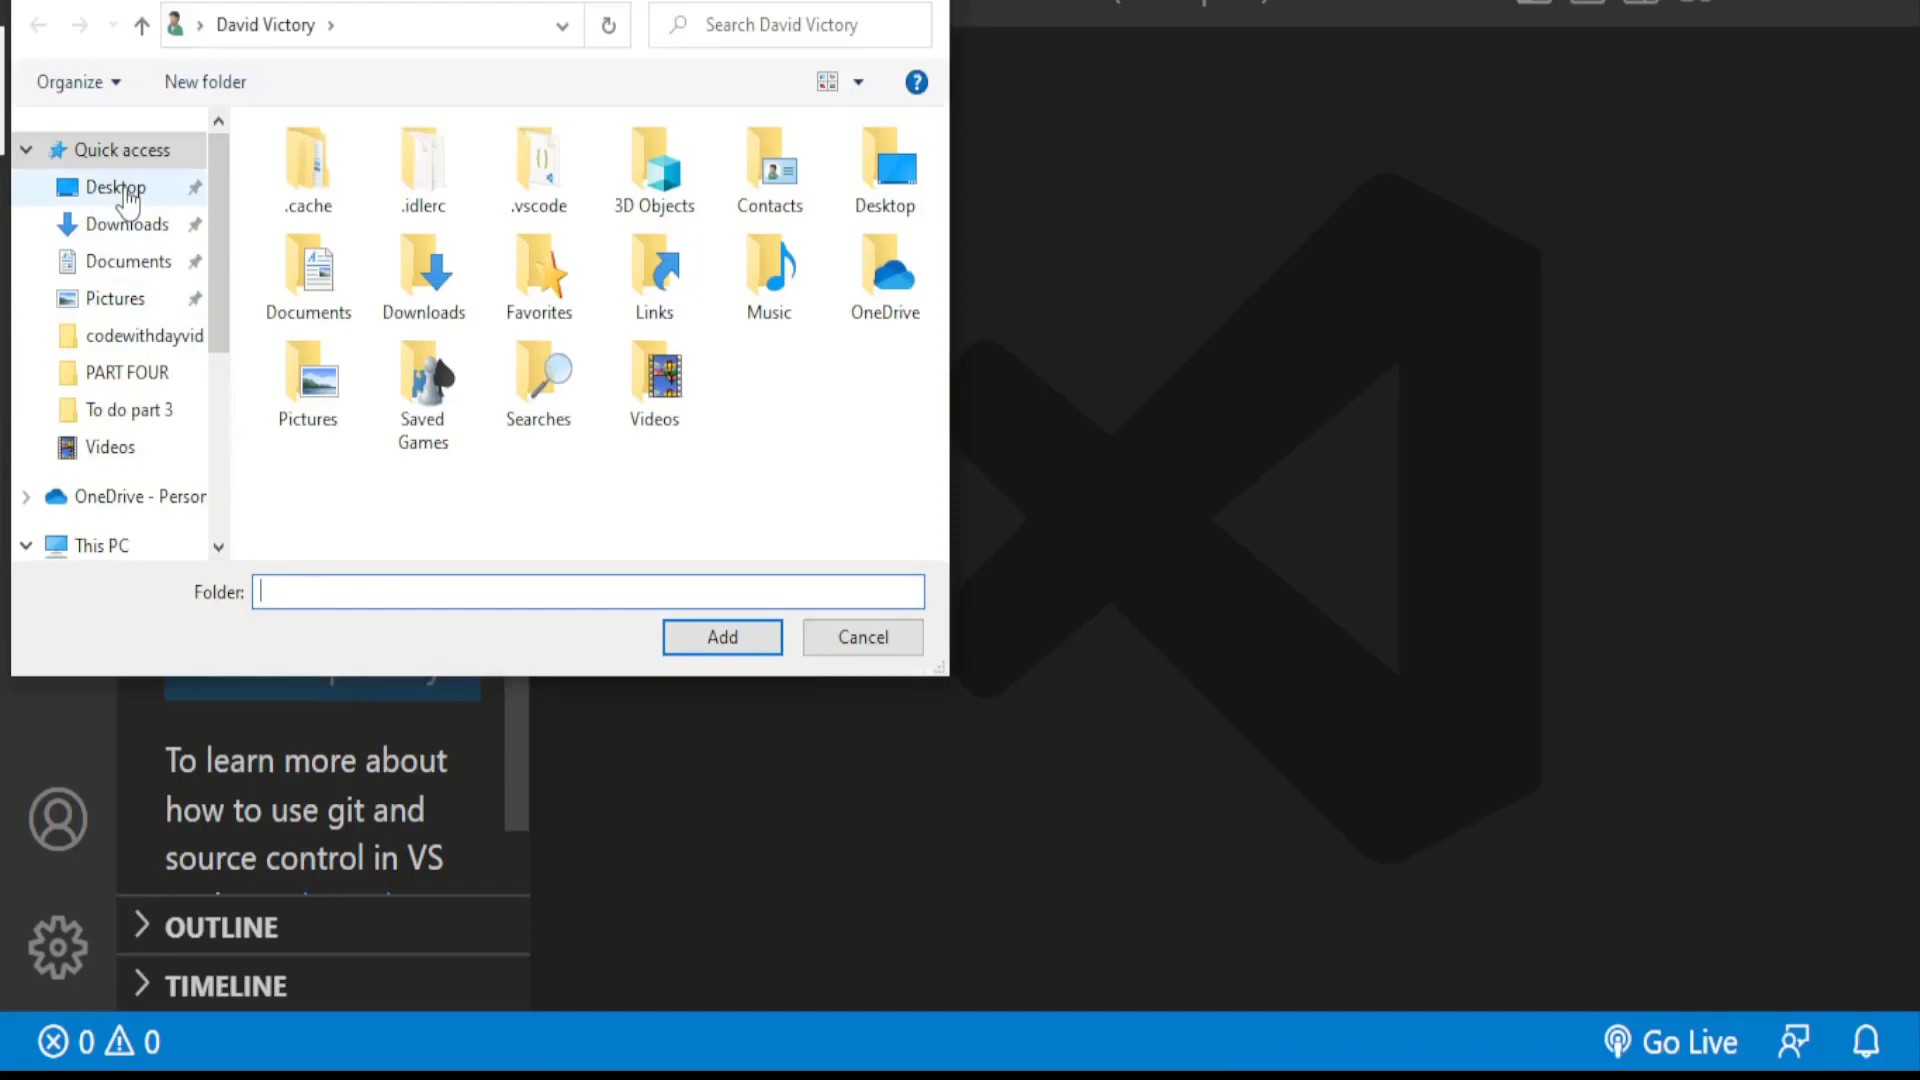 David Victory
Search David Victory
Organize
New folder
Quick access
Desktop
Downloads
Documents
Pictures
codewithdayvid
PART FOUR
To do part 3
Videos
OneDrive - Person
This PC
.cache
.idlerc
.vscode
3D Objects
Contacts
Desktop
Documents
Downloads
Favorites
Links
Music
OneDrive
Pictures
Saved
Games
Searches
Videos
Folder:
Add
Cancel
To learn more about
how to use git and
source control in VS
OUTLINE
TIMELINE
0 0
Go Live